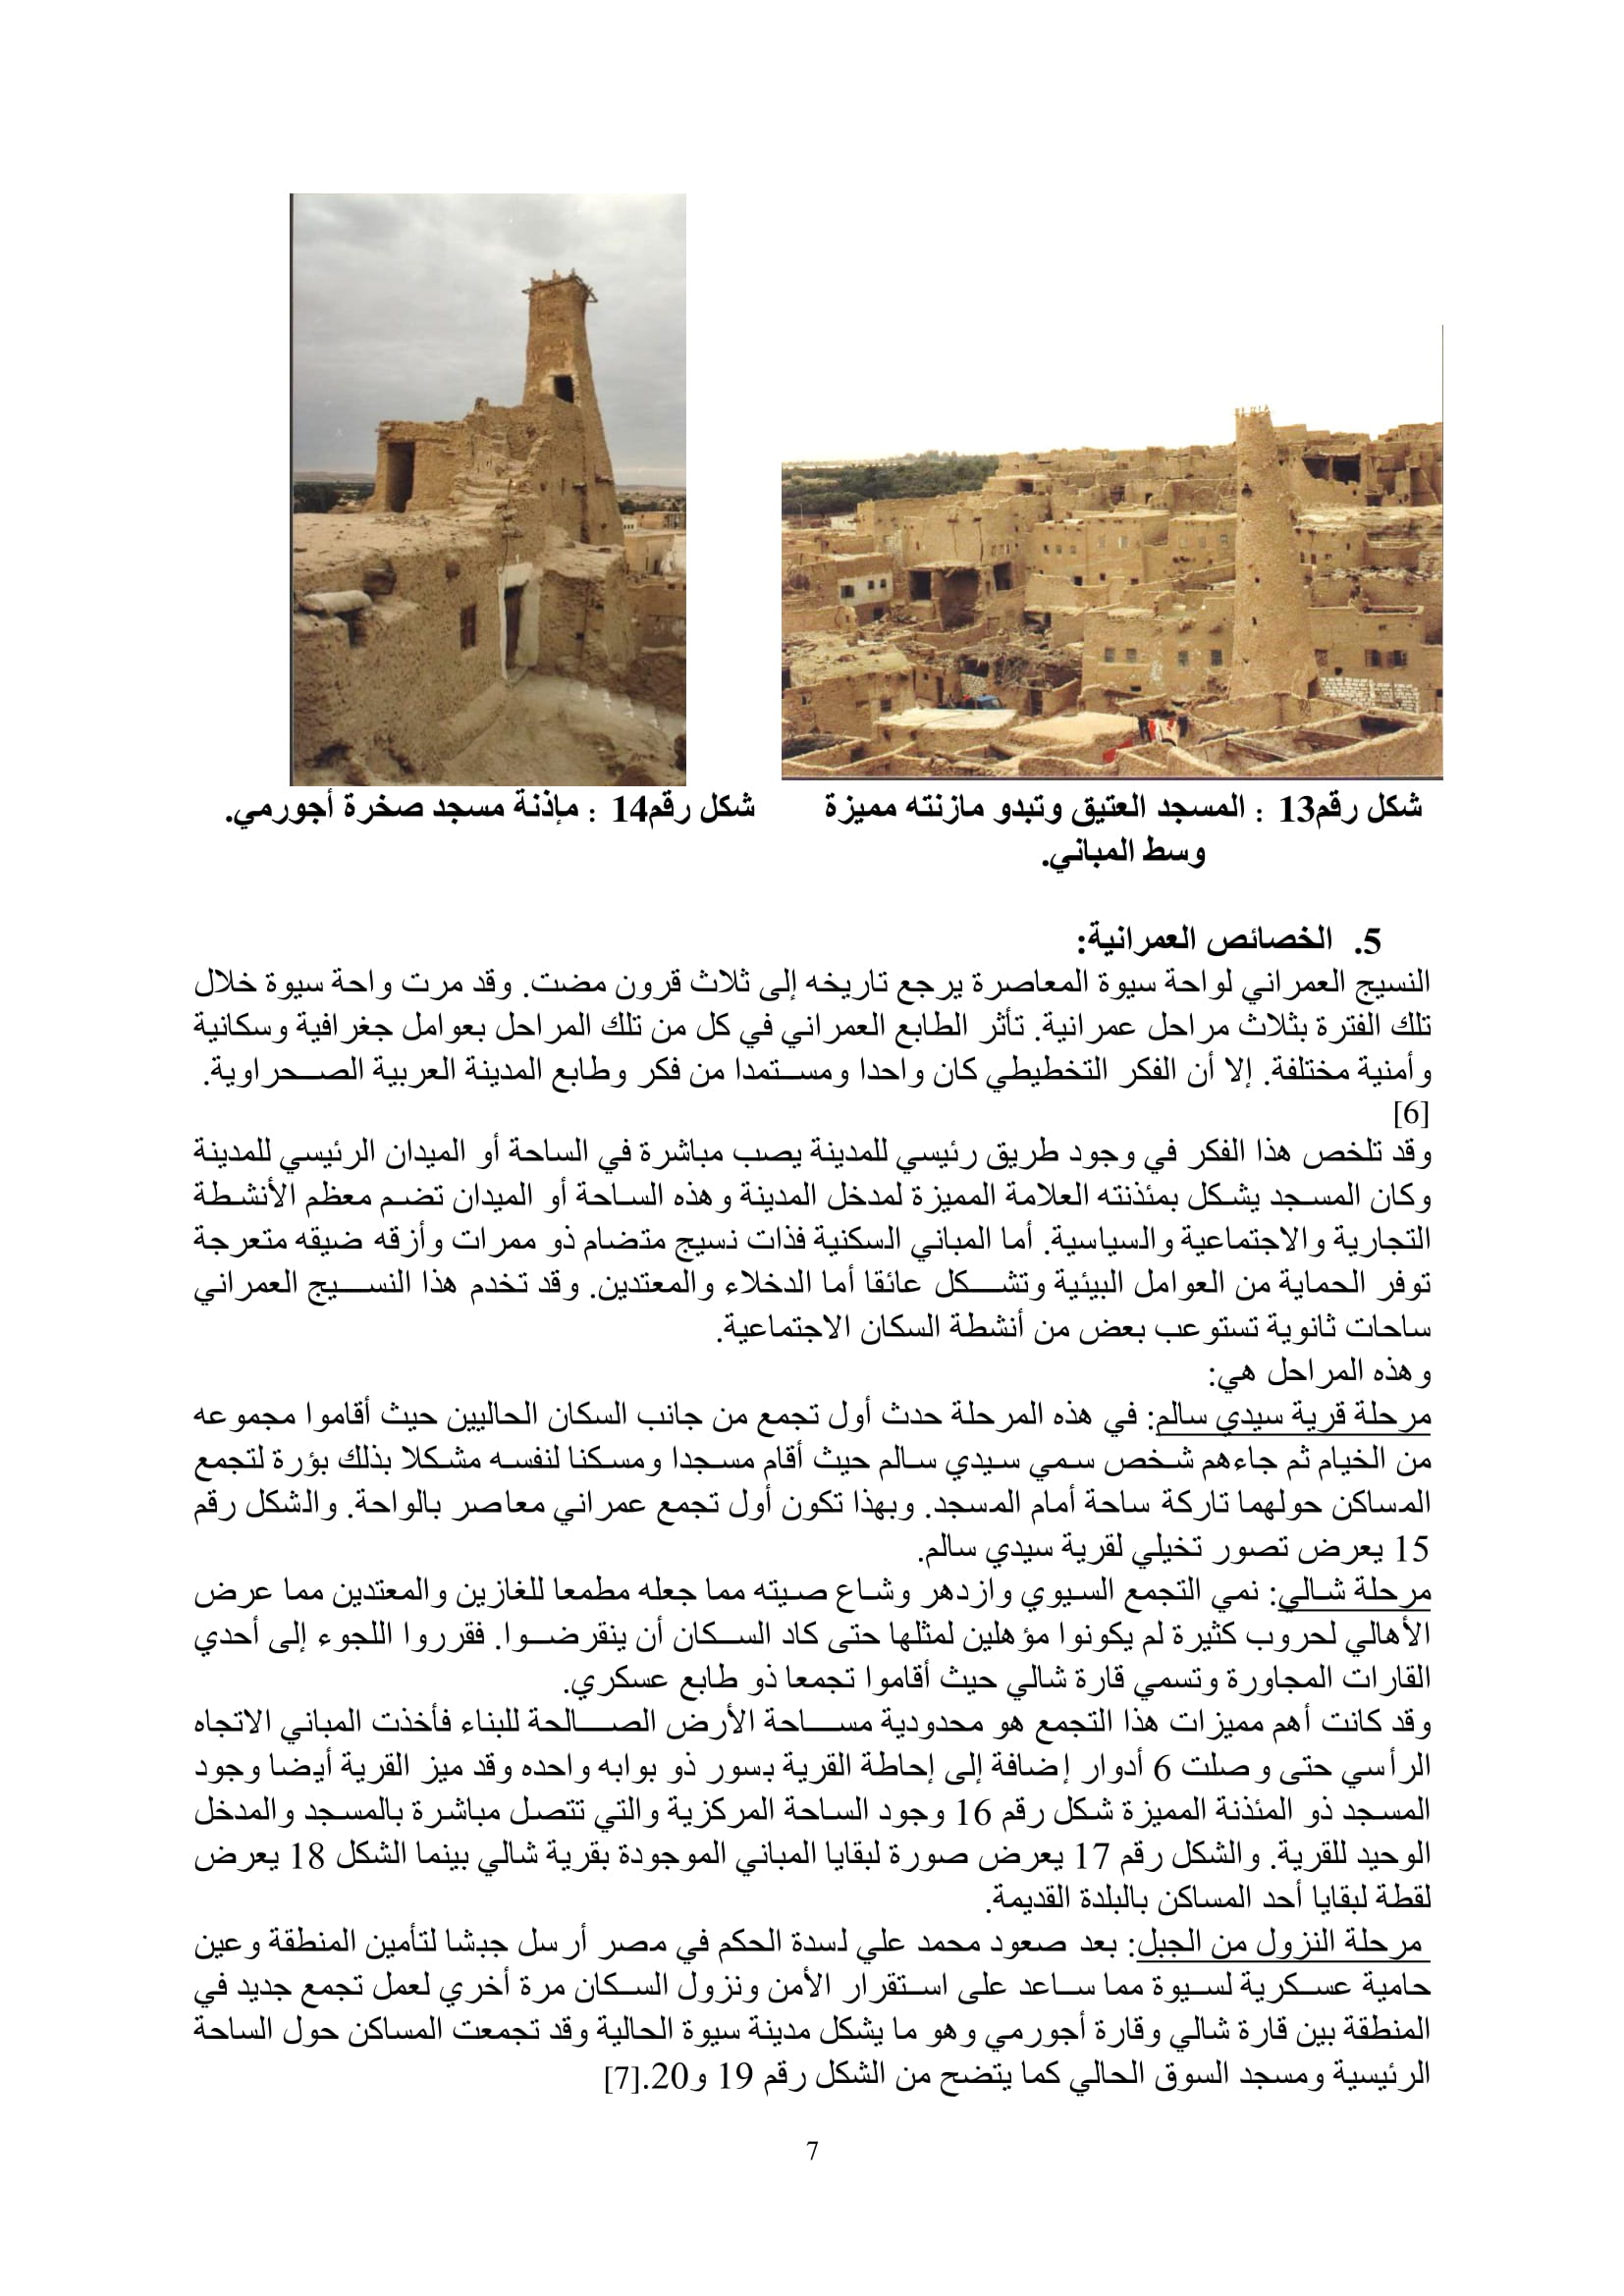 شكل رقم13 : المسجد العتيق وتبدو مازنته مميزة
وسط المباني.
شكل رقم14 : مإذنة مسجد صخرة أجورمي.
5. الخصائص العمرانية:
النسيج العمراني لواحة سيوة المعاصرة يرجع تاريخه إلى ثلاث قرون مضت. وقد مرت واحة سيوة خلال
تلك الفترة بثلاث مراحل عمرانية. تأثر الطابع العمراني في كل من تلك المراحل بعوامل جغرافية وسكانية
وأمنية مختلفة. إلا أن الفكر التخطيطي كان واحدا ومستمدا من فكر وطابع المدينة العربية الصحراوية.
[6]
وقد تلخص هذا الفكر في وجود طريق رئيسي للمدينة يصب مباشرة في الساحة أو الميدان الرئيسي للمدينة
وكان المسجد يشكل بمئذنته العلامة المميزة لمدخل المدينة وهذه الساحة أو الميدان تضم معظم الأنشطة
التجارية والاجتماعية والسياسية. أما المباني السكنية فذات نسيج متضام ذو ممرات وأزقه ضيقه متعرجة
توفر الحماية من العوامل البيئية وتشكل عائقا أما الدخلاء والمعتدين. وقد تخدم هذا النسيج العمراني
ساحات ثانوية تستوعب بعض من أنشطة السكان الاجتماعية.
وهذه المراحل هي:
مرحلة قرية سيدي سالم: في هذه المرحلة حدث أول تجمع من جانب السكان الحاليين حيث أقاموا مجموعه
من الخيام ثم جاءهم شخص سمي سيدي سالم حيث أقام مسجدا ومسكنا لنفسه مشكلا بذلك بؤرة لتجمع
المساكن حولهما تاركة ساحة أمام المسجد. وبهذا تكون أول تجمع عمراني معاصر بالواحة. والشكل رقم
15 يعرض تصور تخيلي لقرية سيدي سالم.
مرحلة شالي: نمي التجمع السيوي وازدهر وشاع صيته مما جعله مطمعا للغازين والمعتدين مما عرض
الأهالي لحروب كثيرة لم يكونوا مؤهلين لمثلها حتى كاد السكان أن ينقرضوا. فقرروا اللجوء إلى أحدي
القارات المجاورة وتسمي قارة شالي حيث أقاموا تجمعا ذو طابع عسكري.
وقد كانت أهم مميزات هذا التجمع هو محدودية مساحة الأرض الصالحة للبناء فأخذت المباني الاتجاه
الرأسي حتى وصلت 6 أدوار إضافة إلى إحاطة القرية بسور ذو بوابه واحده وقد ميز القرية أيضا وجود
المسجد ذو المئذنة المميزة شكل رقم 16 وجود الساحة المركزية والتي تتصل مباشرة بالمسجد والمدخل
الوحيد للقرية. والشكل رقم 17 يعرض صورة لبقايا المباني الموجودة بقرية شالي بينما الشكل 18 يعرض
لقطة لبقايا أحد المساكن بالبلدة القديمة.
مرحلة النزول من الجبل: بعد صعود محمد علي لسدة الحكم في مصر أرسل جبشا لتأمين المنطقة وعين
حامية عسكرية لسيوة مما ساعد على استقرار الأمن ونزول السكان مرة أخري لعمل تجمع جديد في
المنطقة بين قارة شالي وقارة أجورمي وهو ما يشكل مدينة سيوة الحالية وقد تجمعت المساكن حول الساحة
الرئيسية ومسجد السوق الحالي كما يتضح من الشكل رقم 19 و20.[7]
7